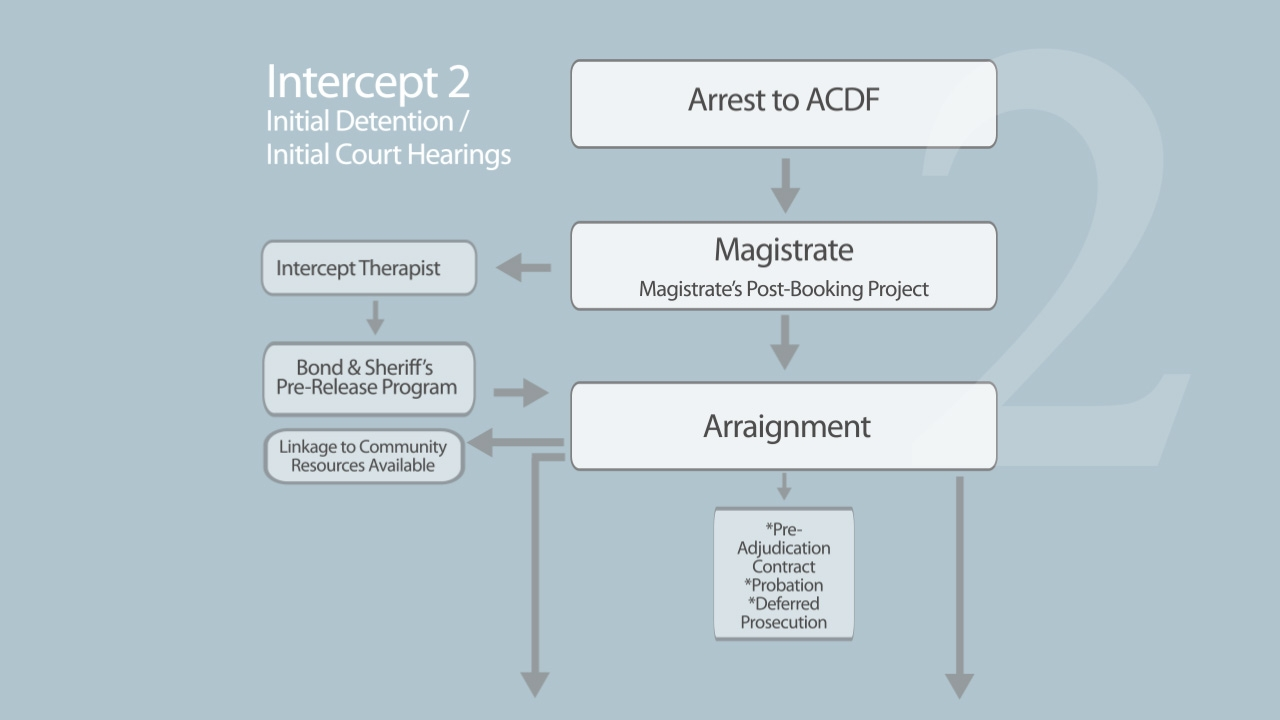 Intercept 2
Initial Detention /
Initial Court Hearings
2
Arrest to ACDF
Magistrate
Magistrate's Post-Booking Project
Intercept Therapist
Bond & Sheriff's
Pre-Release Program
Arraignment
Linkage to Community
Resources Available
*Pre-
Adjudication
Contract
*Probation
*Deferred
Prosecution